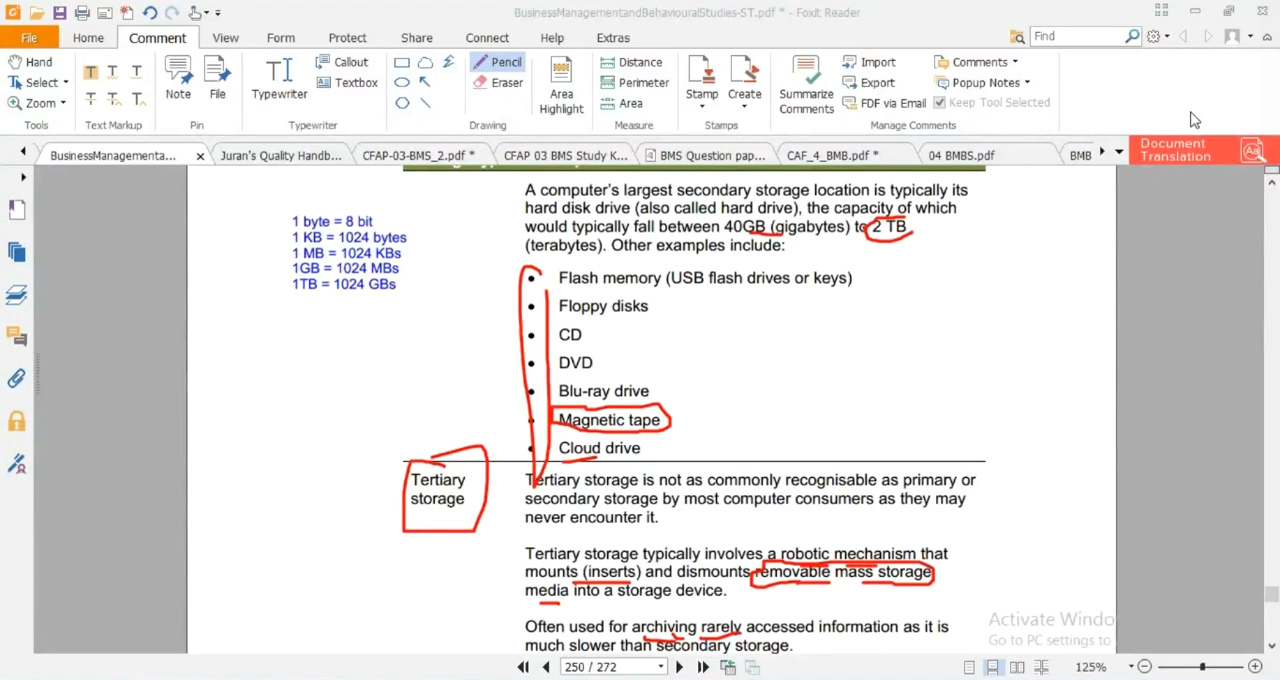 BusinessManagementandBehaviouralStudies-ST.pdf * - Foxit Reader
File Home Comment View Form Protect Share Connect Help Extras Find
Hand Select Zoom Tools
T T T T T T Text Markup
Note File Pin
Typewriter Callout Textbox Typewriter
Pencil Eraser Drawing
Area Highlight Distance Perimeter Area Measure
Stamp Create Stamps
Summarize Comments Import Export FDF via Email Comments Popup Notes Keep Tool Selected Manage Comments
BusinessManagementa... Juran's Quality Handb... CFAP-03-BMS_2.pdf * CFAP 03 BMS Study K... BMS Question pap... CAF_4_BMB.pdf * 04 BMBS.pdf BMB Document Translation
A computer's largest secondary storage location is typically its
hard disk drive (also called hard drive), the capacity of which
would typically fall between 40GB (gigabytes) to 2 TB
(terabytes). Other examples include:
1 byte = 8 bit
1 KB = 1024 bytes
1 MB = 1024 KBs
1GB = 1024 MBs
1TB = 1024 GBs
• Flash memory (USB flash drives or keys)
• Floppy disks
• CD
• DVD
• Blu-ray drive
• Magnetic tape
• Cloud drive
Tertiary
storage
Tertiary storage is not as commonly recognisable as primary or
secondary storage by most computer consumers as they may
never encounter it.
Tertiary storage typically involves a robotic mechanism that
mounts (inserts) and dismounts removable mass storage
media into a storage device.
Often used for archiving rarely accessed information as it is
much slower than secondary storage.
Go to PC settings to
250 / 272
125%